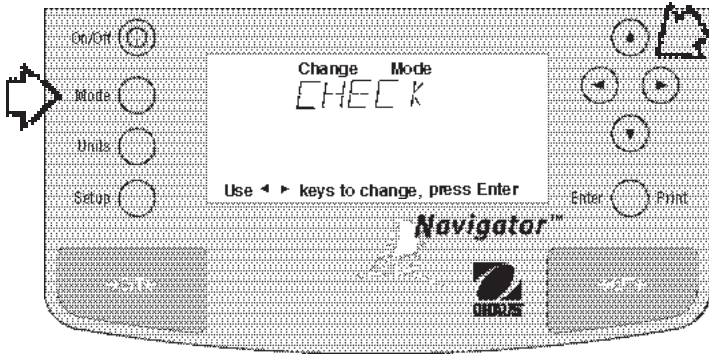 On/Off
Change Mode
CHECK
Mode
Units
Setup
Use ◄ ► keys to change, press Enter
Enter Print
Navigator™
OHAUS